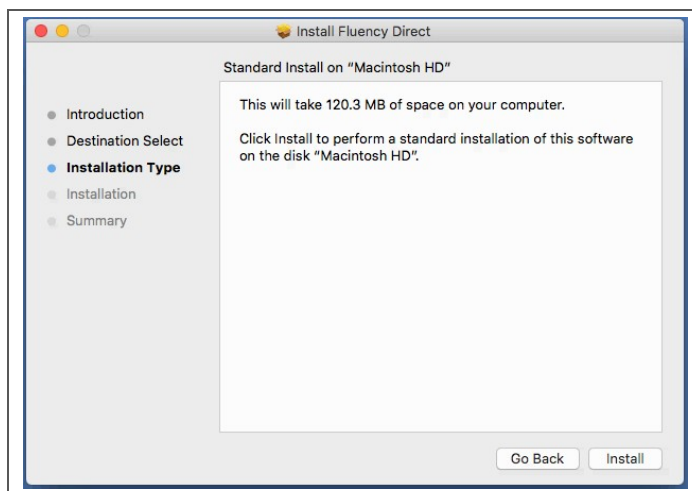 Install Fluency Direct
Standard Install on “Macintosh HD”
Introduction
Destination Select
Installation Type
Installation
Summary
This will take 120.3 MB of space on your computer.
Click Install to perform a standard installation of this software
on the disk “Macintosh HD”.
Go Back
Install